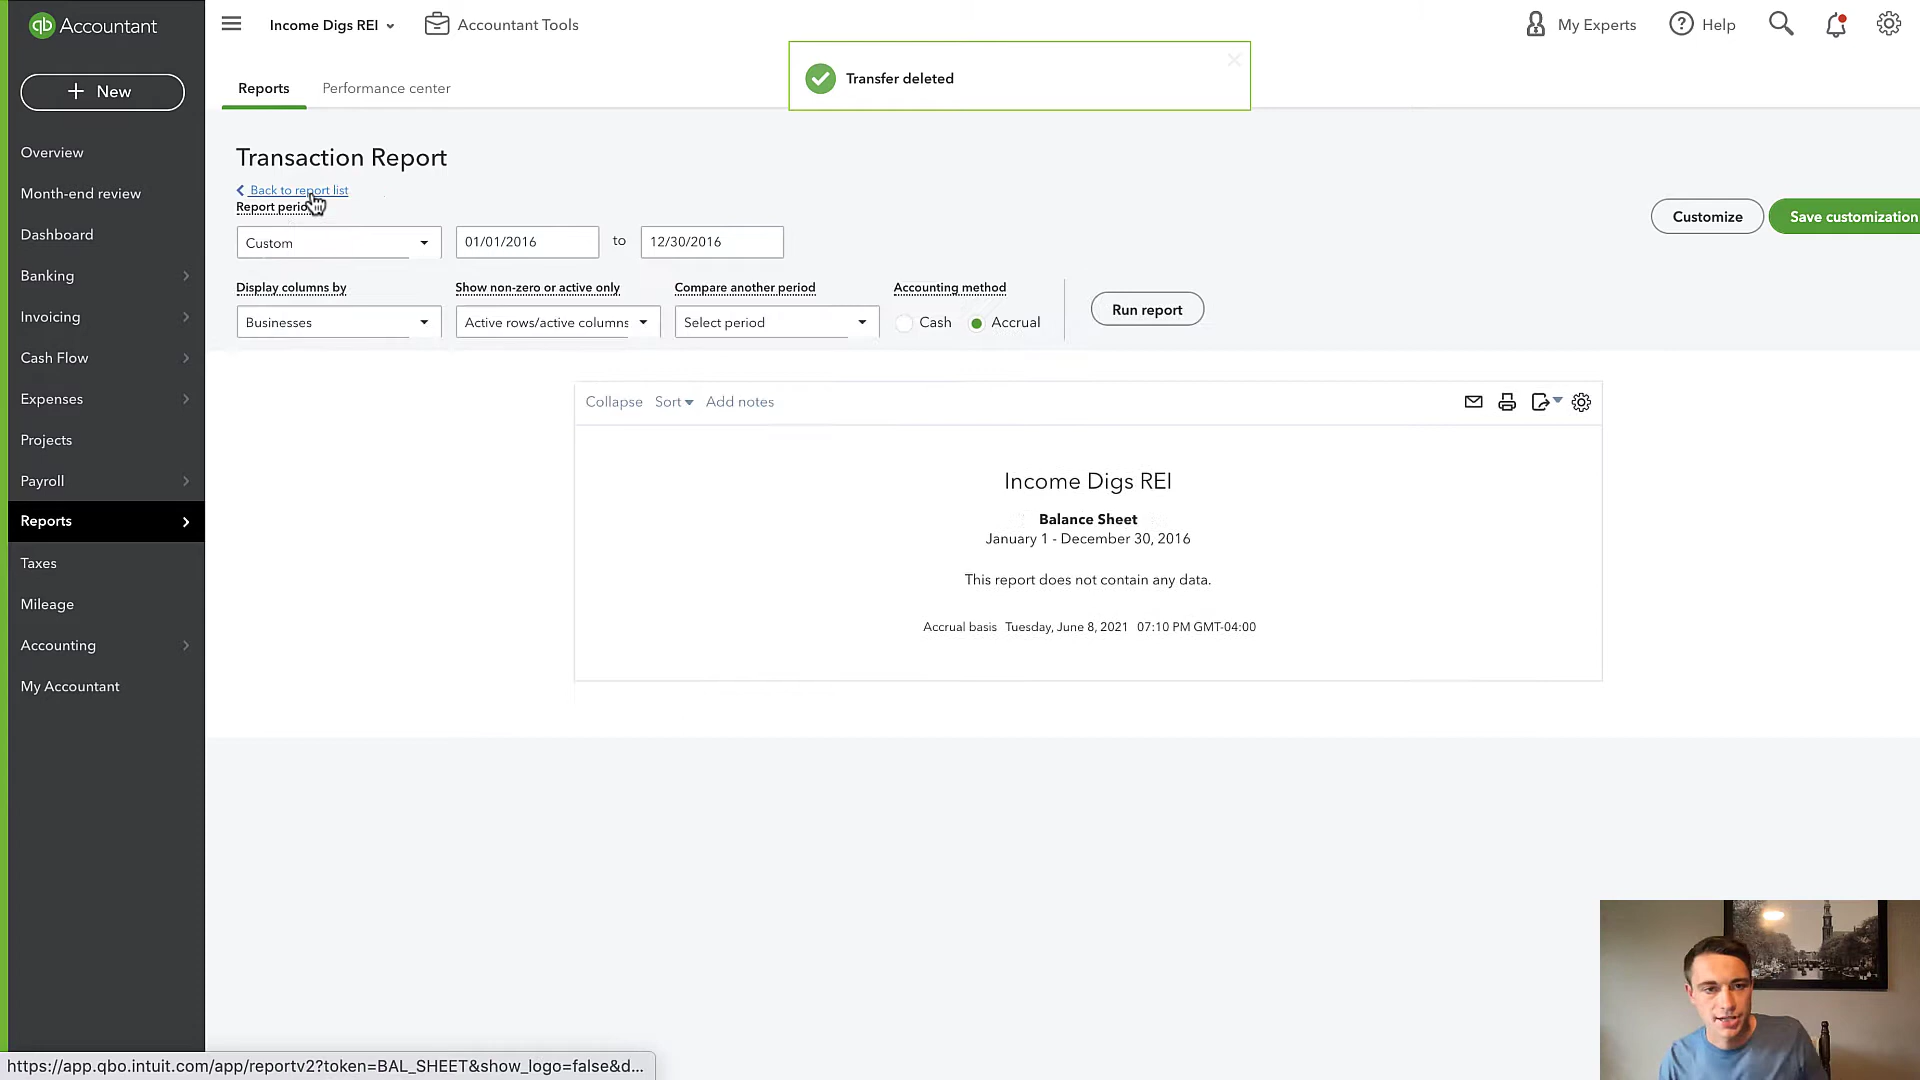 qb Accountant
Income Digs REI
Accountant Tools
My Experts
Help
Transfer deleted
+ New
Reports
Performance center
Overview
Month-end review
Dashboard
Banking
Invoicing
Cash Flow
Expenses
Projects
Payroll
Reports
Taxes
Mileage
Accounting
My Accountant
Transaction Report
Back to report list
Report period
Custom
01/01/2016
to
12/30/2016
Customize
Save customization
Display columns by
Show non-zero or active only
Compare another period
Accounting method
Businesses
Active rows/active columns
Select period
Cash
Accrual
Run report
Collapse
Sort
Add notes
Income Digs REI
Balance Sheet
January 1 - December 30, 2016
This report does not contain any data.
Accrual basis Tuesday, June 8, 2021 07:10 PM GMT-04:00
https://app.qbo.intuit.com/app/reportv2?token=BAL_SHEET&show_logo=false&d...